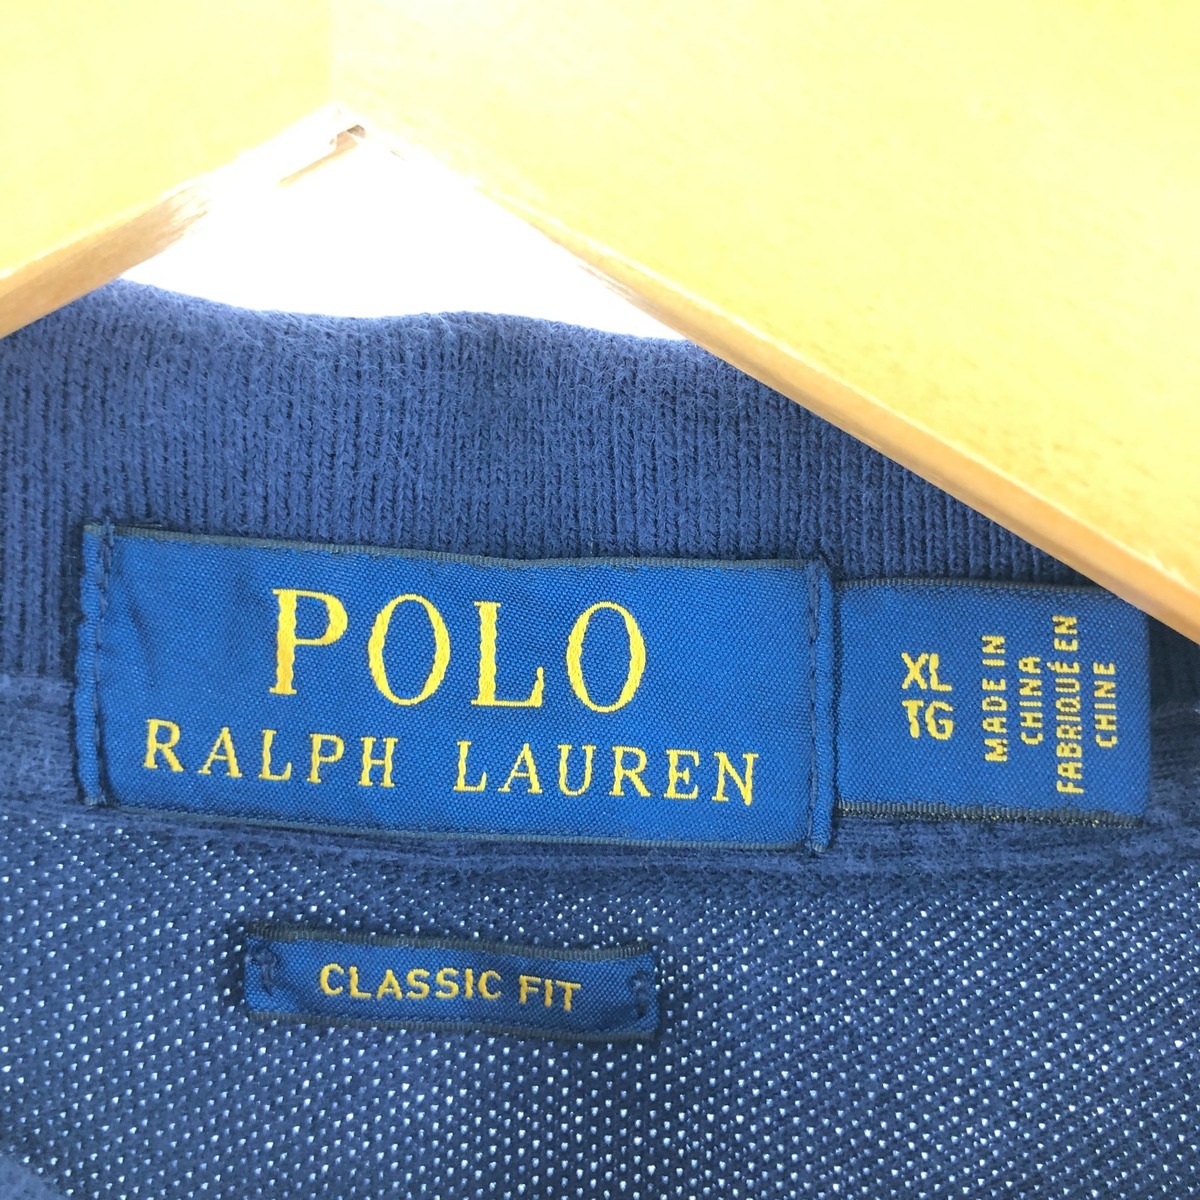 POLO
RALPH LAUREN
XL
TG
MADE IN
CHINA
FABRIQUÉ EN
CHINE
CLASSIC FIT